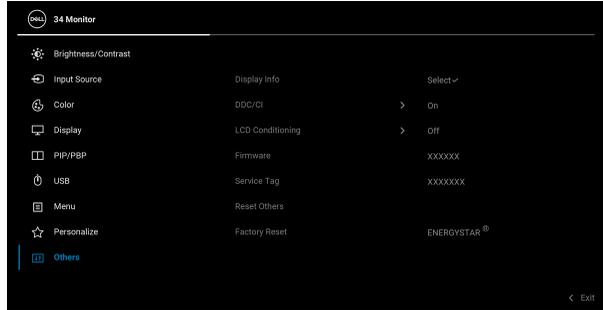 DELL 34 Monitor
Brightness/Contrast
Input Source Display Info Select✓
Color DDC/CI > On
Display LCD Conditioning > Off
PIP/PBP Firmware XXXXXX
USB Service Tag XXXXXXX
Menu Reset Others
Personalize Factory Reset ENERGYSTAR ®
Others
< Exit